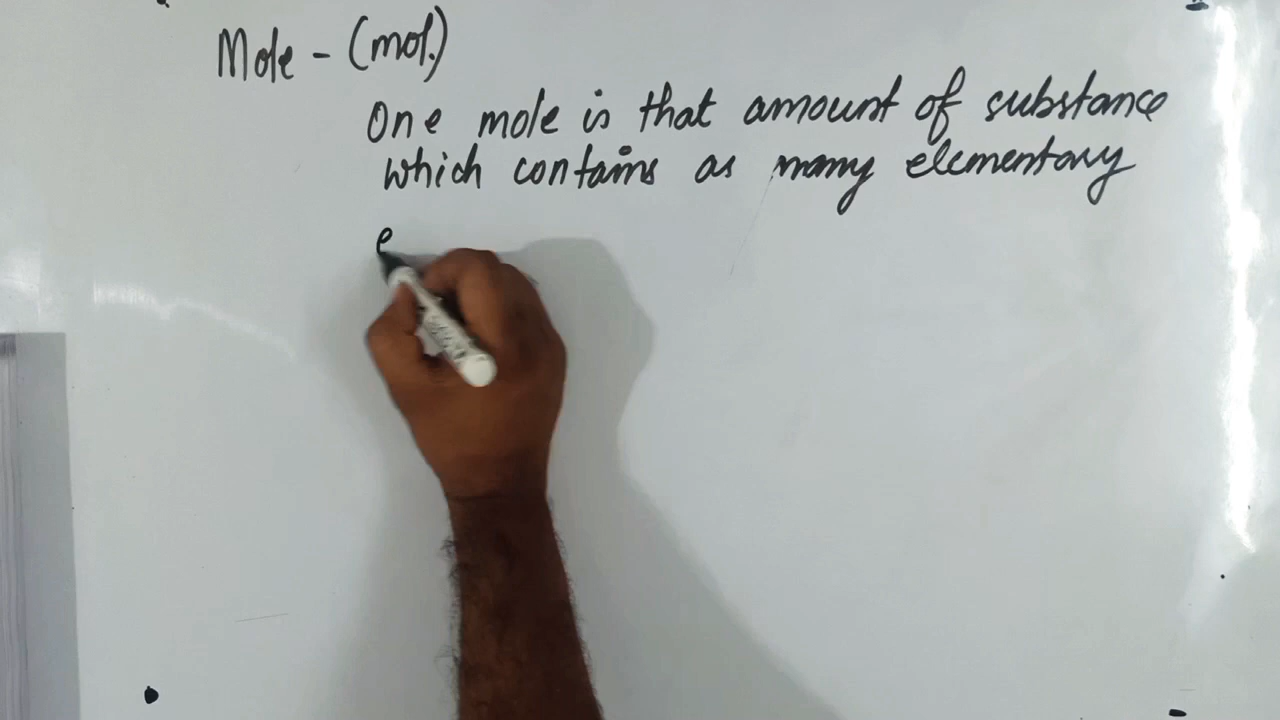 Mole - (mol.)
One mole is that amount of substance
which contains as many elementary
e